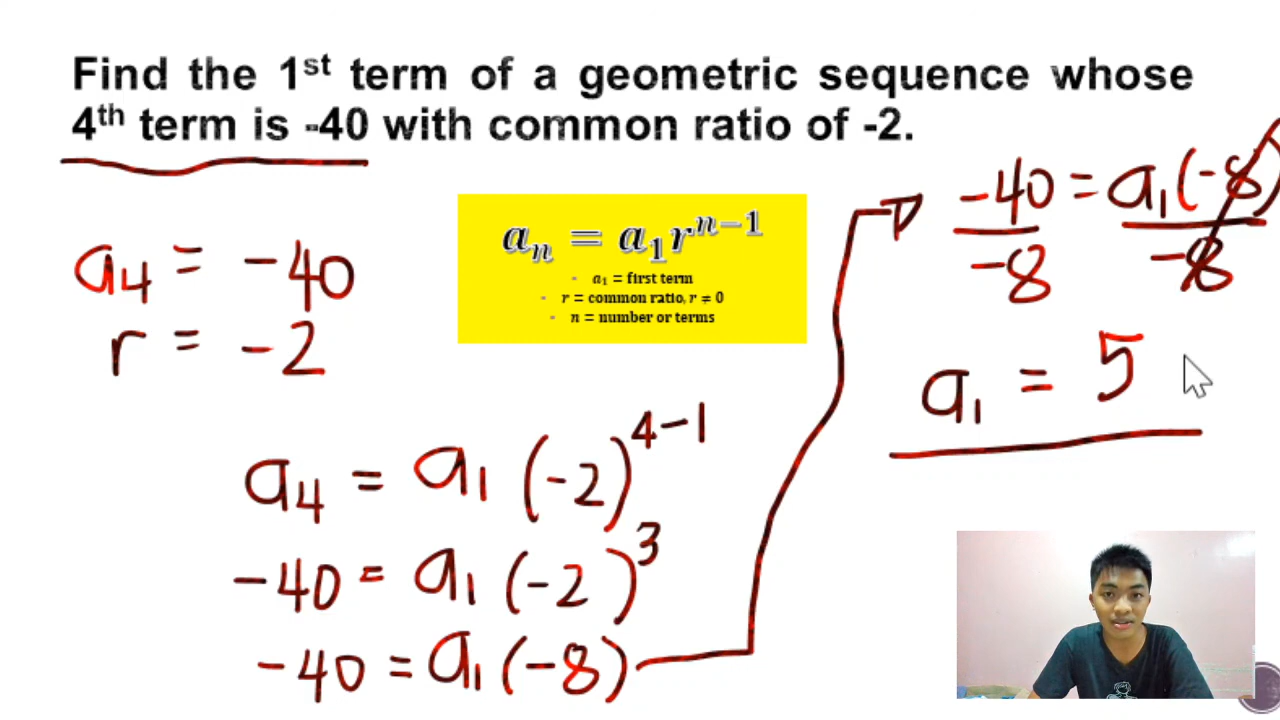 Find the 1st term of a geometric sequence whose
4th term is -40 with common ratio of -2.
a₄ = -40
r = -2
aₙ = a₁rⁿ⁻¹
- a₁ = first term
- r = common ratio, r ≠ 0
- n = number or terms
a₄ = a₁ (-2)⁴⁻¹
-40 = a₁ (-2)³
-40 = a₁ (-8)
-40 = a₁(-8)
-8 -8
a₁ = 5